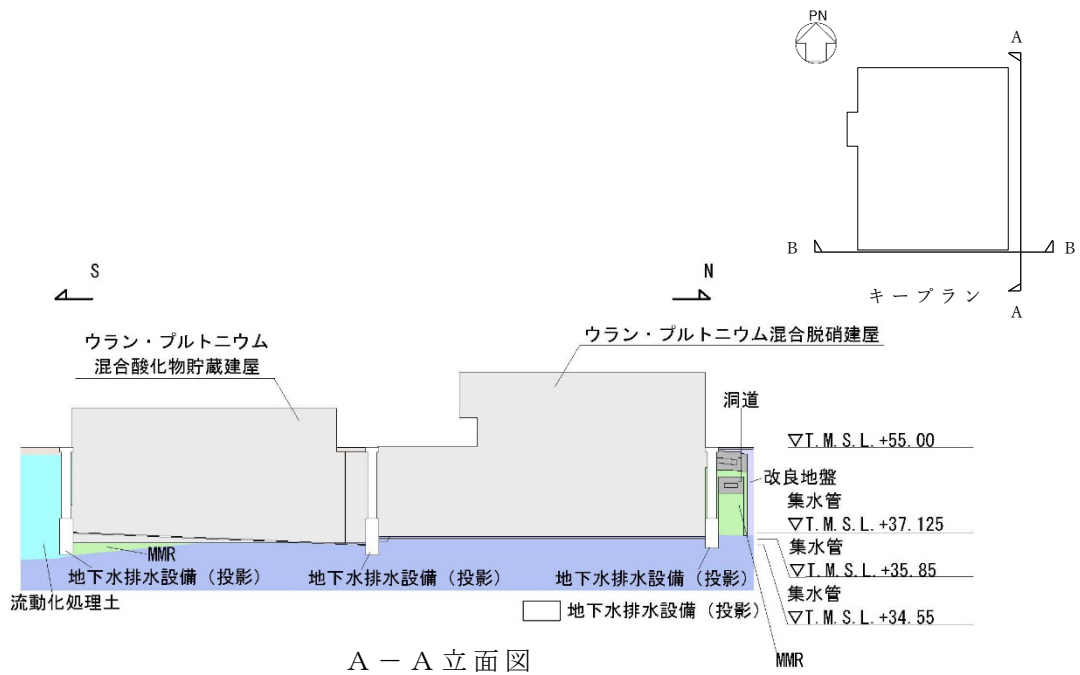 PN
A
B
B
キープラン
A
S
N
ウラン・プルトニウム
混合酸化物貯蔵建屋
ウラン・プルトニウム混合脱硝建屋
洞道
▽T.M.S.L.+55.00
改良地盤
集水管
▽T.M.S.L.+37.125
集水管
▽T.M.S.L.+35.85
集水管
▽T.M.S.L.+34.55
MMR
地下水排水設備(投影)
地下水排水設備(投影)
地下水排水設備(投影)
流動化処理土
地下水排水設備(投影)
MMR
A-A立面図